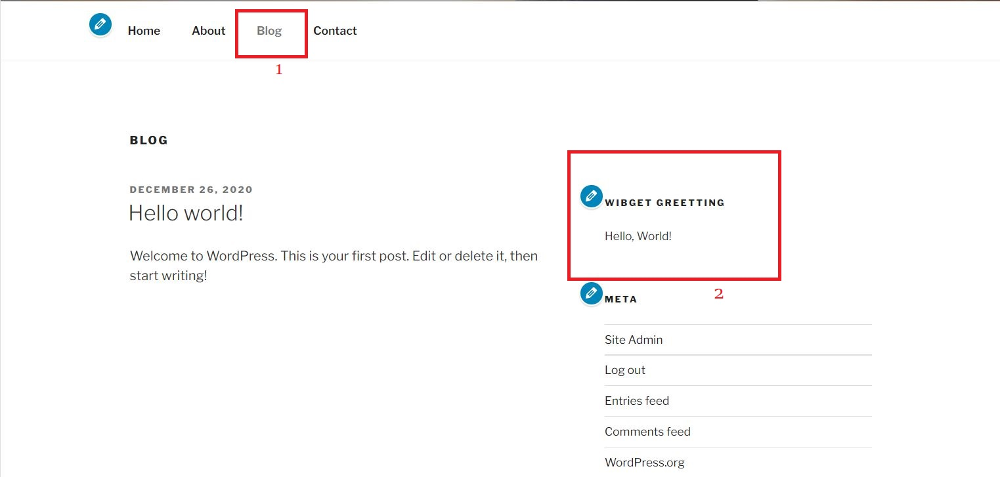 Home About Blog Contact
1
BLOG
DECEMBER 26, 2020
Hello world!
Welcome to WordPress. This is your first post. Edit or delete it, then
start writing!
WIBGET GREETTING
Hello, World!
2
META
Site Admin
Log out
Entries feed
Comments feed
WordPress.org